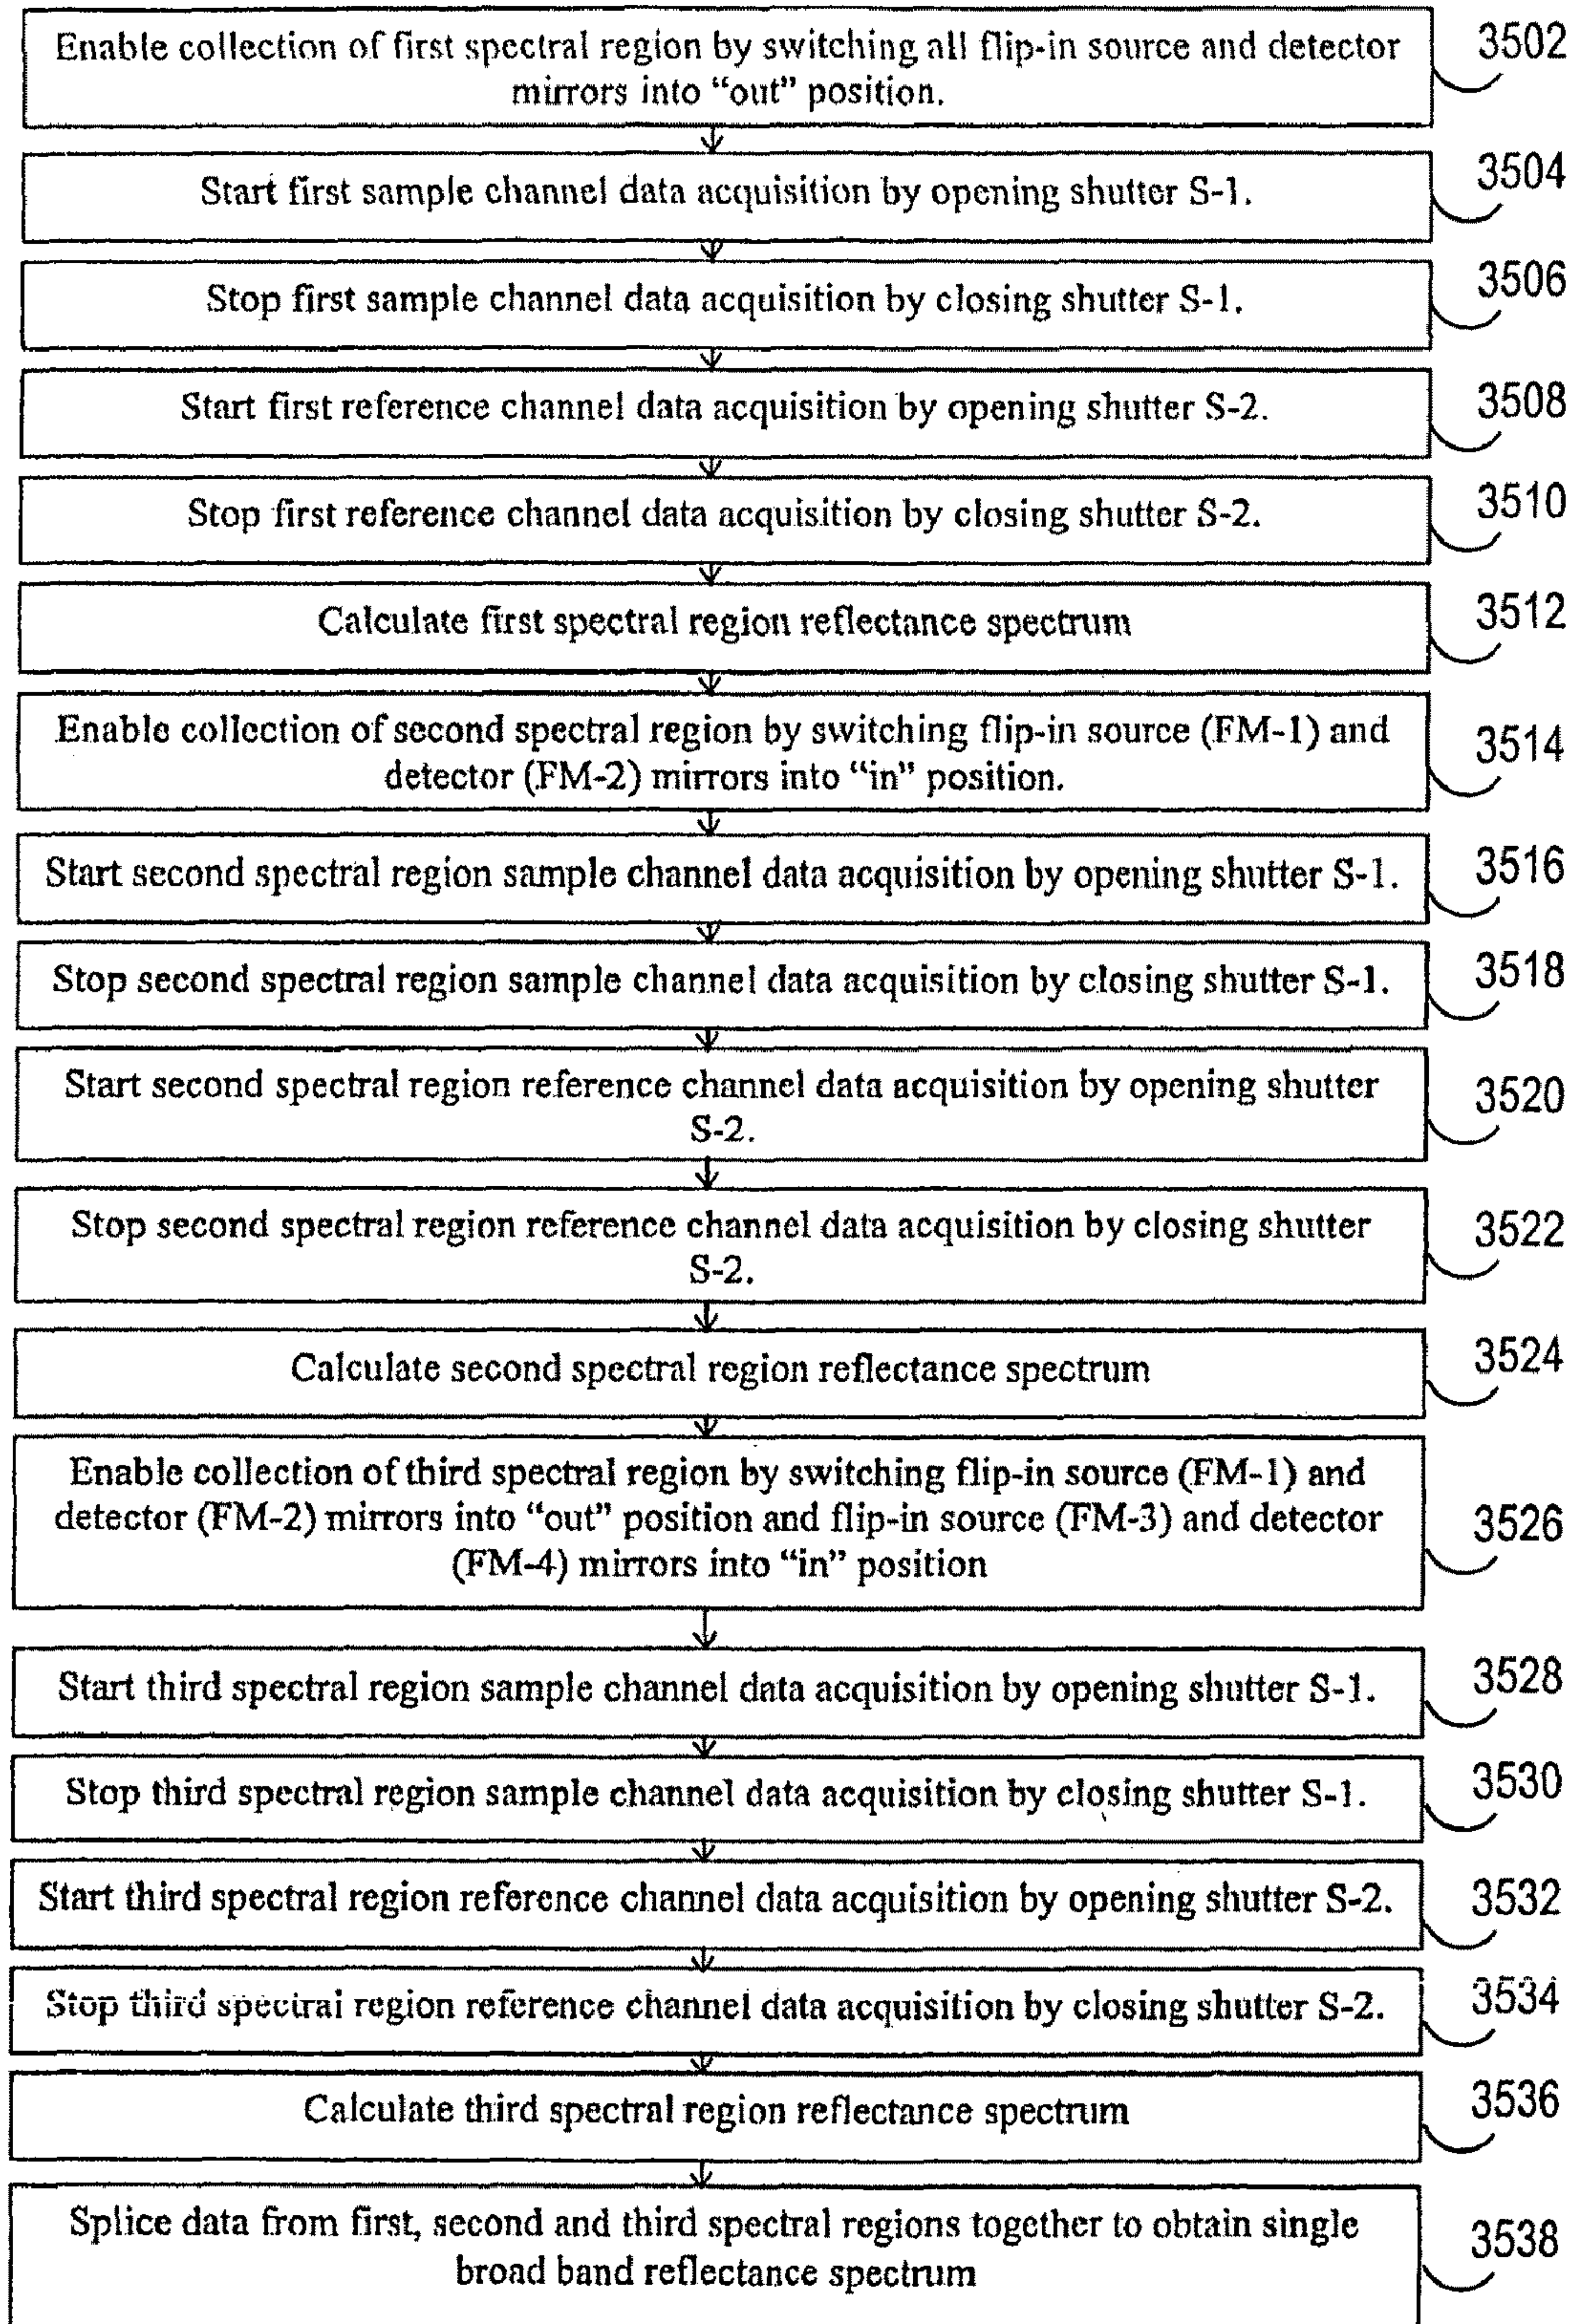 Enable collection of first spectral region by switching all flip-in source and detector
mirrors into “out” position.
3502
Start first sample channel data acquisition by opening shutter S-1.
3504
Stop first sample channel data acquisition by closing shutter S-1.
3506
Start first reference channel data acquisition by opening shutter S-2.
3508
Stop first reference channel data acquisition by closing shutter S-2.
3510
Calculate first spectral region reflectance spectrum
3512
Enable collection of second spectral region by switching flip-in source (FM-1) and
detector (FM-2) mirrors into “in” position.
3514
Start second spectral region sample channel data acquisition by opening shutter S-1.
3516
Stop second spectral region sample channel data acquisition by closing shutter S-1.
3518
Start second spectral region reference channel data acquisition by opening shutter
S-2.
3520
Stop second spectral region reference channel data acquisition by closing shutter
S-2.
3522
Calculate second spectral region reflectance spectrum
3524
Enable collection of third spectral region by switching flip-in source (FM-1) and
detector (FM-2) mirrors into “out” position and flip-in source (FM-3) and detector
(FM-4) mirrors into “in” position
3526
Start third spectral region sample channel data acquisition by opening shutter S-1.
3528
Stop third spectral region sample channel data acquisition by closing shutter S-1.
3530
Start third spectral region reference channel data acquisition by opening shutter S-2.
3532
Stop third spectral region reference channel data acquisition by closing shutter S-2.
3534
Calculate third spectral region reflectance spectrum
3536
Splice data from first, second and third spectral regions together to obtain single
broad band reflectance spectrum
3538